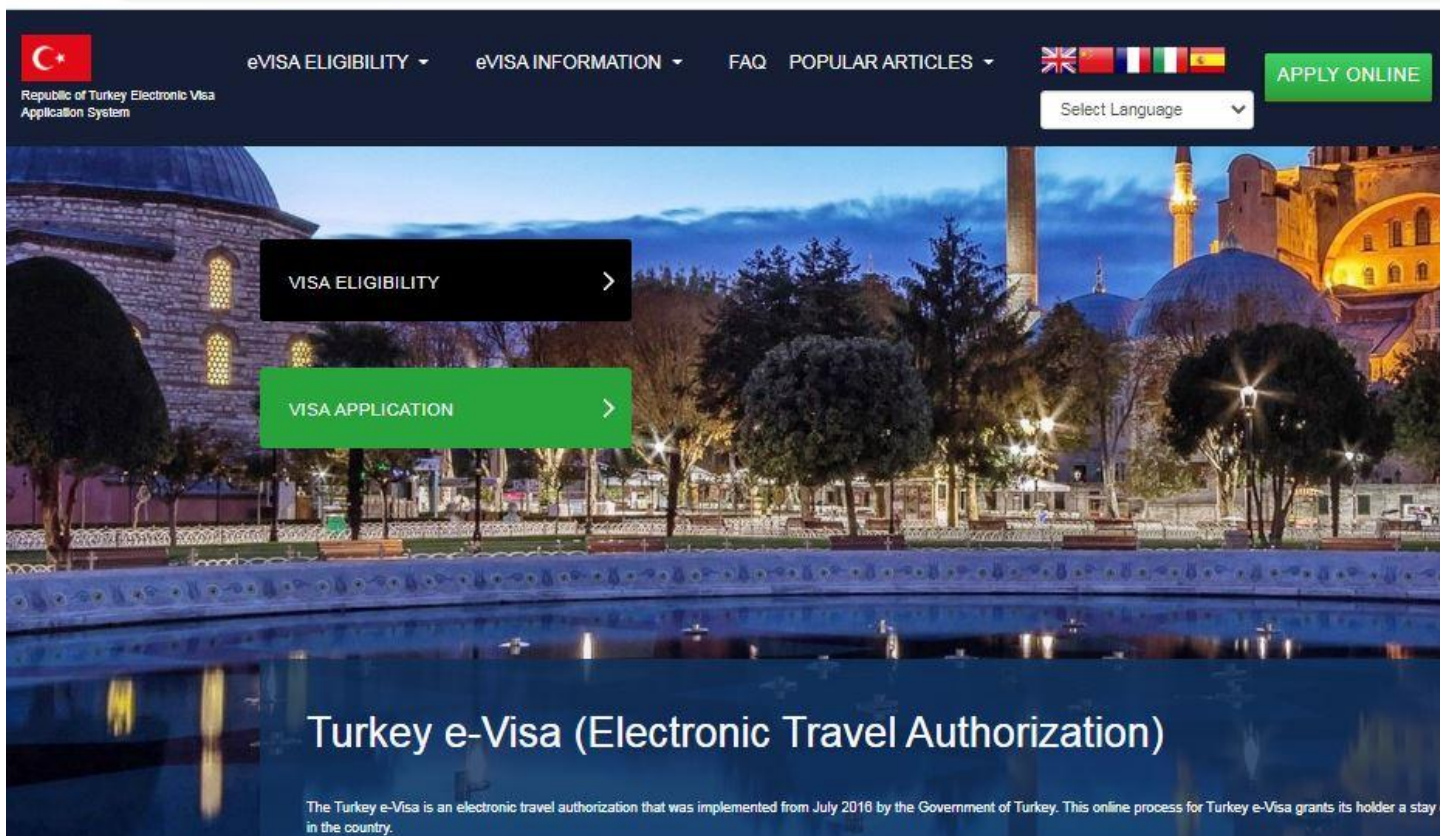 eVISA ELIGIBILITY
eVISA INFORMATION
FAQ
POPULAR ARTICLES
APPLY ONLINE
Republic of Turkey Electronic Visa
Application System
Select Language
VISA ELIGIBILITY
VISA APPLICATION
Turkey e-Visa (Electronic Travel Authorization)
The Turkey e-Visa is an electronic travel authorization that was implemented from July 2016 by the Government of Turkey. This online process for Turkey e-Visa grants its holder a stay
in the country.